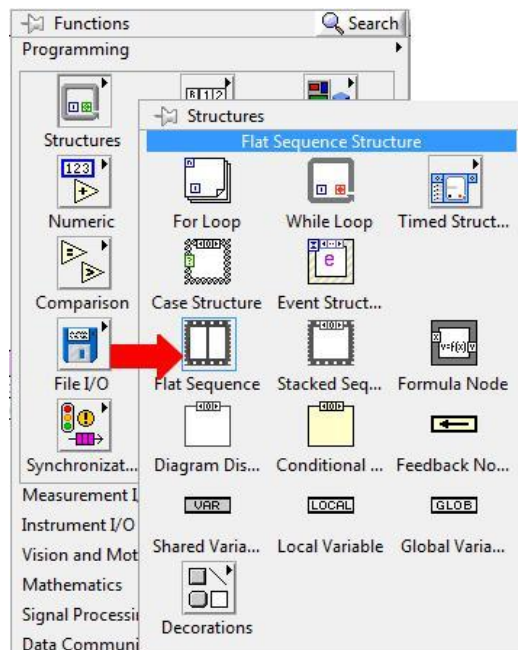 Functions
Search
Programming
Structures
Flat Sequence Structure
Structures
For Loop
While Loop
Timed Struct...
123
Numeric
Comparison
Case Structure
Event Struct...
File I/O
Flat Sequence
Stacked Seq...
Formula Node
Synchronizat...
Diagram Dis...
Conditional ...
Feedback No...
Measurement I
VAR
LOCAL
GLOB
Instrument I/O
Shared Varia...
Local Variable
Global Varia...
Vision and Mot
Mathematics
Signal Processi
Decorations
Data Communi